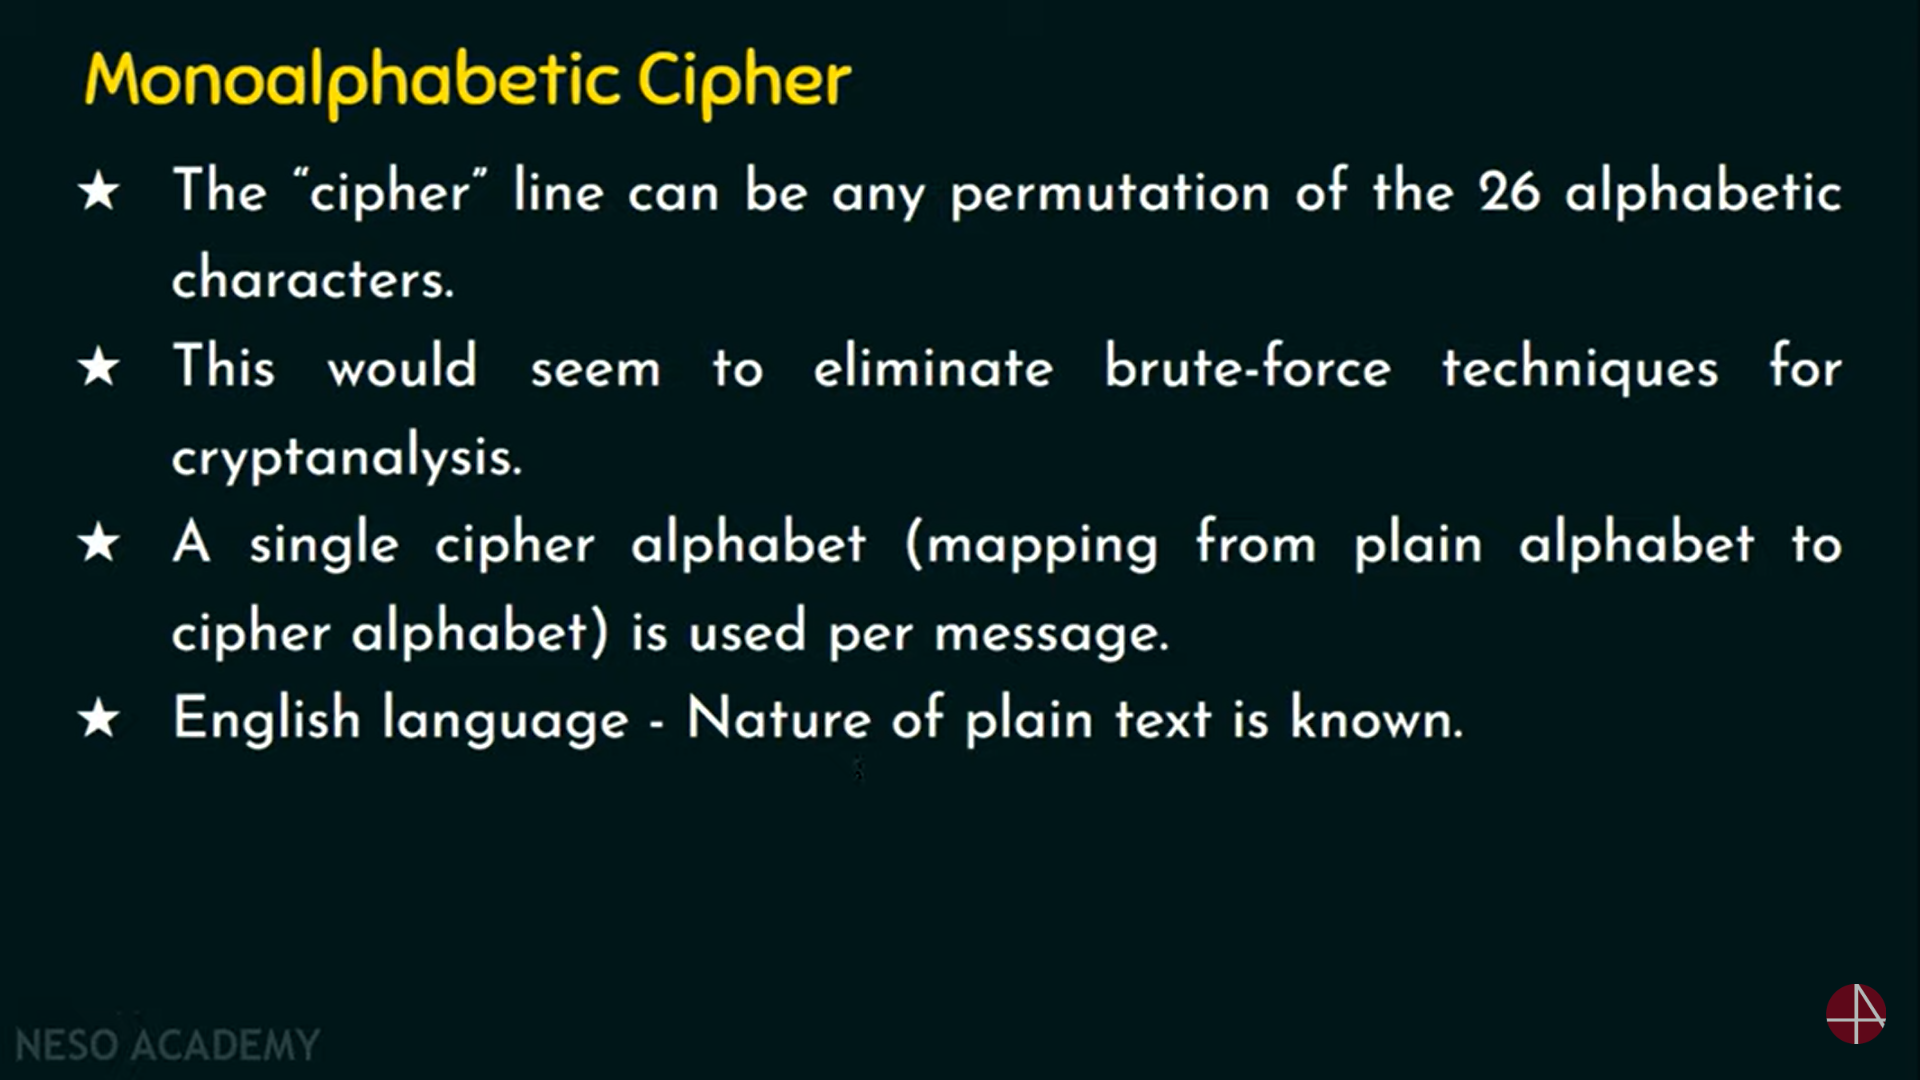 Monoalphabetic Cipher
★ The “cipher” line can be any permutation of the 26 alphabetic
characters.
★ This would seem to eliminate brute-force techniques for
cryptanalysis.
★ A single cipher alphabet (mapping from plain alphabet to
cipher alphabet) is used per message.
★ English language - Nature of plain text is known.
NESO ACADEMY